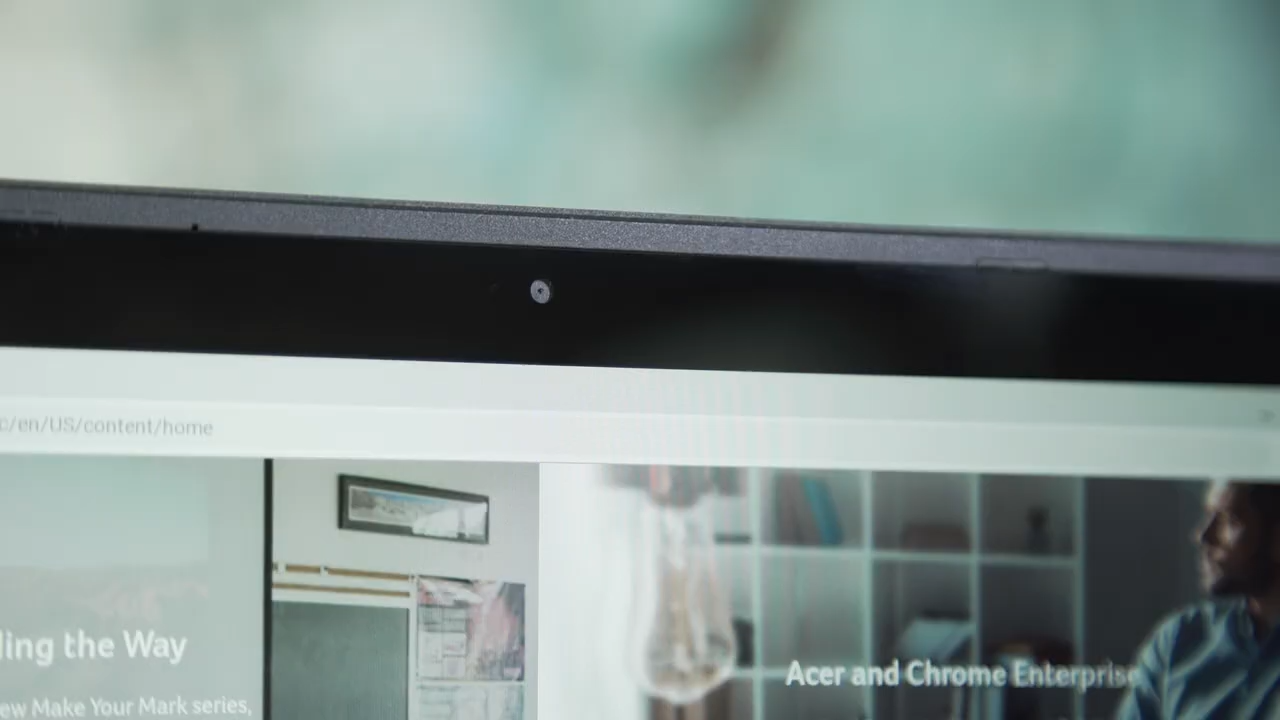 c/en/US/content/home
ling the Way
ew Make Your Mark series,
Acer and Chrome Enterprise